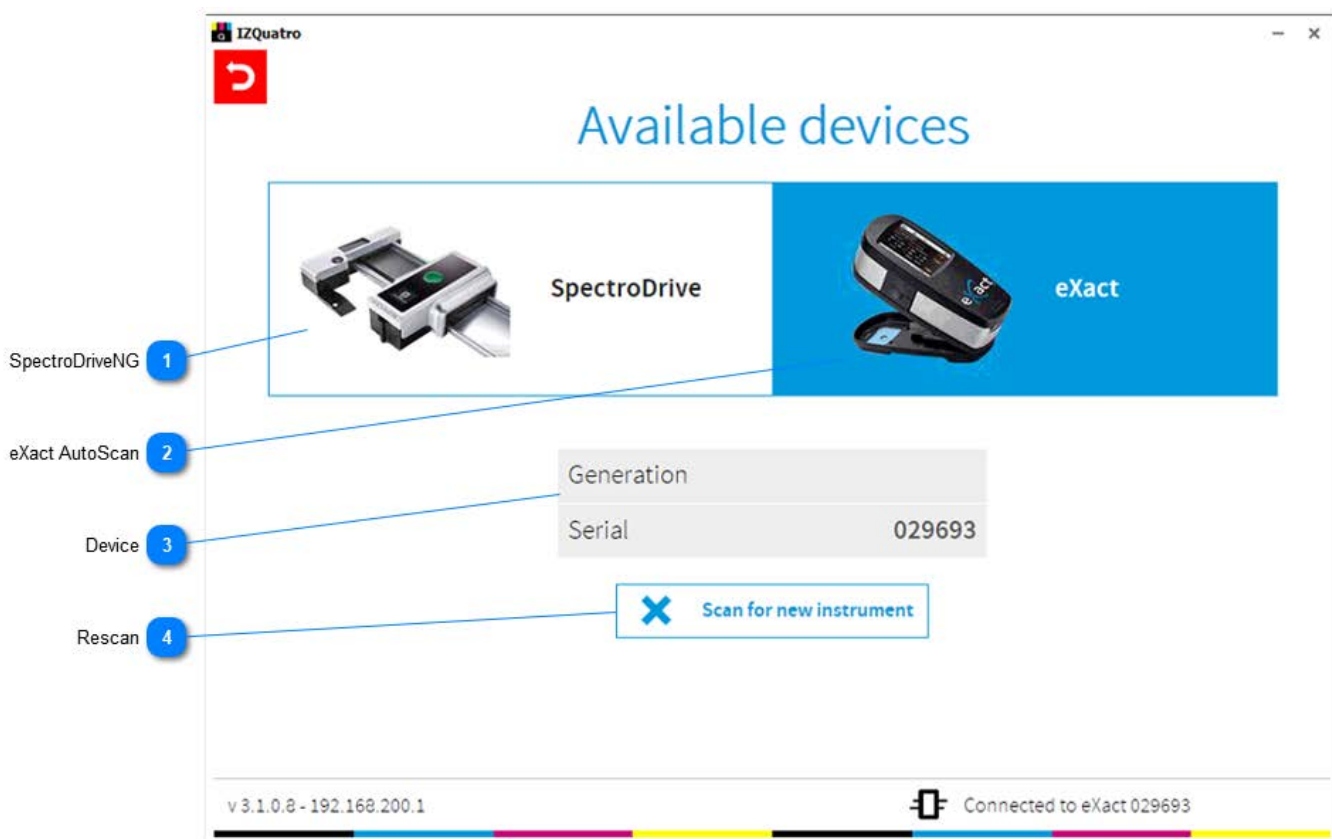 IZQuatro
Available devices
SpectroDrive
eXact
eXact
SpectroDriveNG 1
eXact AutoScan 2
Generation
Device 3
Serial 029693
Scan for new instrument
Rescan 4
v 3.1.0.8 - 192.168.200.1
Connected to eXact 029693